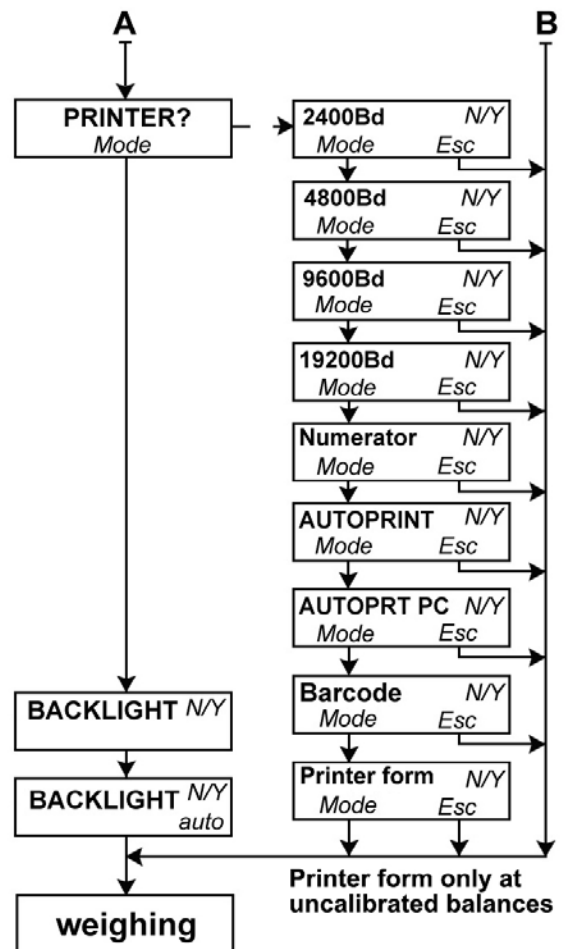 A
B
PRINTER?
Mode
2400Bd N/Y
Mode Esc
4800Bd N/Y
Mode Esc
9600Bd N/Y
Mode Esc
19200Bd N/Y
Mode Esc
Numerator N/Y
Mode Esc
AUTOPRINT N/Y
Mode Esc
AUTOPRT PC N/Y
Mode Esc
Barcode N/Y
Mode Esc
Printer form N/Y
Mode Esc
BACKLIGHT N/Y
BACKLIGHT N/Y
auto
Printer form only at
uncalibrated balances
weighing